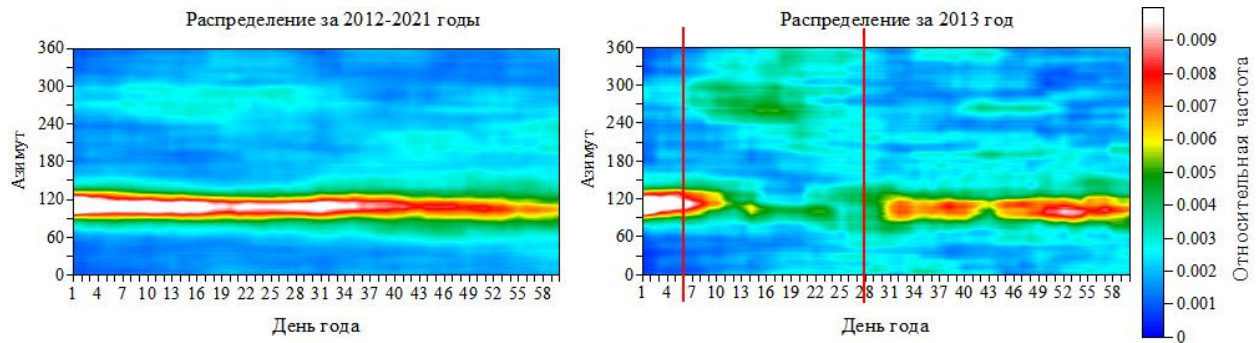 Распределение за 2012-2021 годы
Азимут
360
300
240
180
120
60
0
1 4 7 10 13 16 19 22 25 28 31 34 37 40 43 46 49 52 55 58
День года
Распределение за 2013 год
Азимут
360
300
240
180
120
60
0
1 4 7 10 13 16 19 22 25 28 31 34 37 40 43 46 49 52 55 58
День года
0.009
0.008
0.007
0.006
0.005
0.004
0.003
0.002
0.001
0
Относительная частота